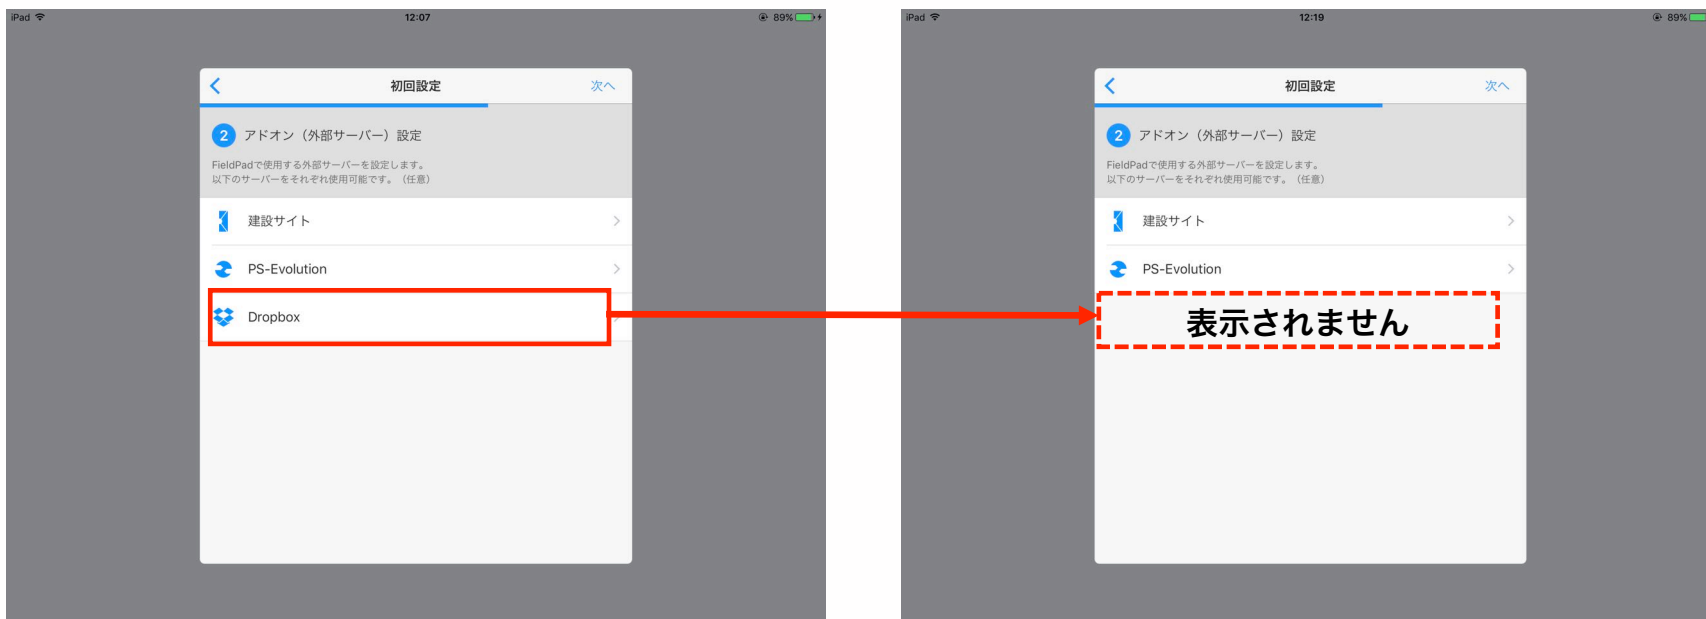 iPad 12:07 89%
初回設定 次へ
2 アドオン（外部サーバー）設定
FieldPadで使用する外部サーバーを設定します。
以下のサーバーをそれぞれ使用可能です。（任意）
建設サイト
PS-Evolution
Dropbox
iPad 12:19 89%
初回設定 次へ
2 アドオン（外部サーバー）設定
FieldPadで使用する外部サーバーを設定します。
以下のサーバーをそれぞれ使用可能です。（任意）
建設サイト
PS-Evolution
表示されません